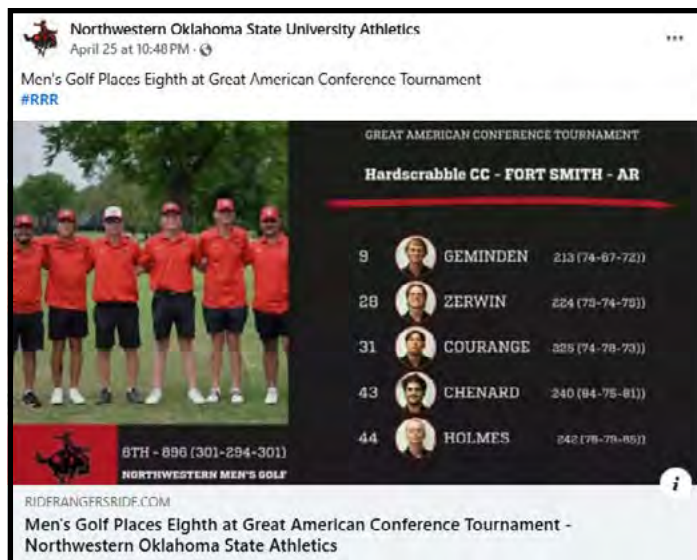 Northwestern Oklahoma State University Athletics
April 25 at 10:48 PM ·
Men's Golf Places Eighth at Great American Conference Tournament
#RRR
GREAT AMERICAN CONFERENCE TOURNAMENT
Hardscrabble CC - FORT SMITH - AR
9 GEMINDEN 213 (74-67-72))
28 ZERWIN 224
31 COURANGE (74-78-73))
43 CHENARD 240 (84-75-81))
44 HOLMES 242
8TH - 896 (301-294-301)
NORTHWESTERN MEN'S GOLF
i
RIDERANGERSRIDE.COM
Men's Golf Places Eighth at Great American Conference Tournament -
Northwestern Oklahoma State Athletics